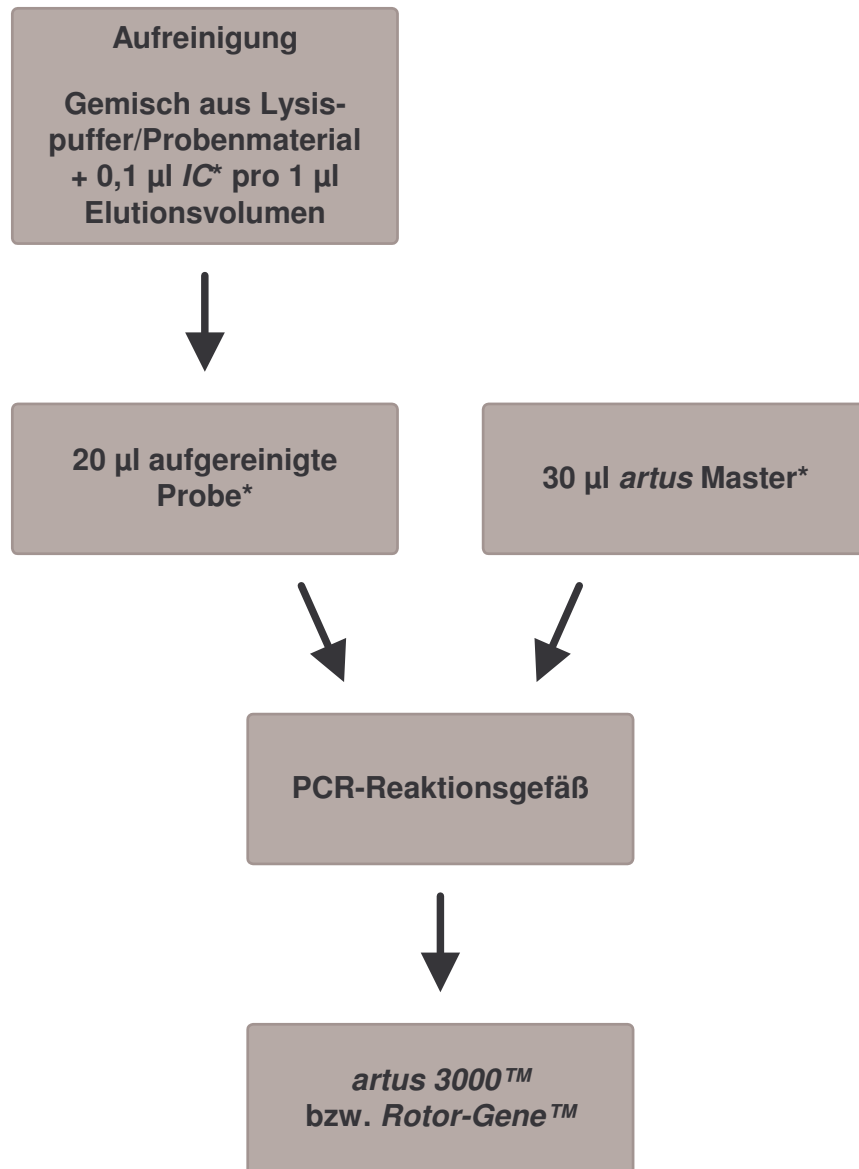 Aufreinigung
Gemisch aus Lysis-
puffer/Probenmaterial
+ 0,1 µl IC* pro 1 µl
Elutionsvolumen
20 µl aufgereinigte
Probe*
30 µl artus Master*
PCR-Reaktionsgefäß
artus 3000™
bzw. Rotor-Gene™